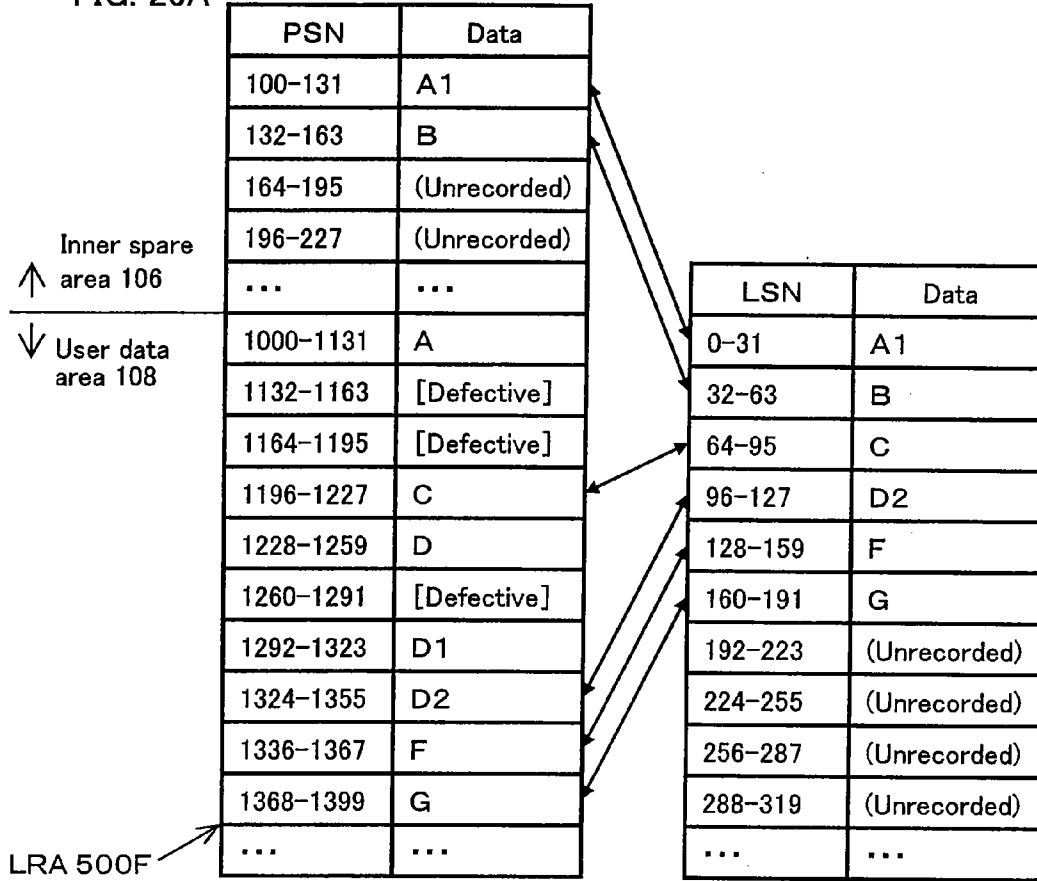 FIG. 20A
PSN Data
100-131 A1
132-163 B
164-195 (Unrecorded)
196-227 (Unrecorded)
... ...
1000-1131 A
1132-1163 [Defective]
1164-1195 [Defective]
1196-1227 C
1228-1259 D
1260-1291 [Defective]
1292-1323 D1
1324-1355 D2
1336-1367 F
1368-1399 G
... ...
Inner spare
area 106
User data
area 108
LRA 500F
LSN Data
0-31 A1
32-63 B
64-95 C
96-127 D2
128-159 F
160-191 G
192-223 (Unrecorded)
224-255 (Unrecorded)
256-287 (Unrecorded)
288-319 (Unrecorded)
... ...